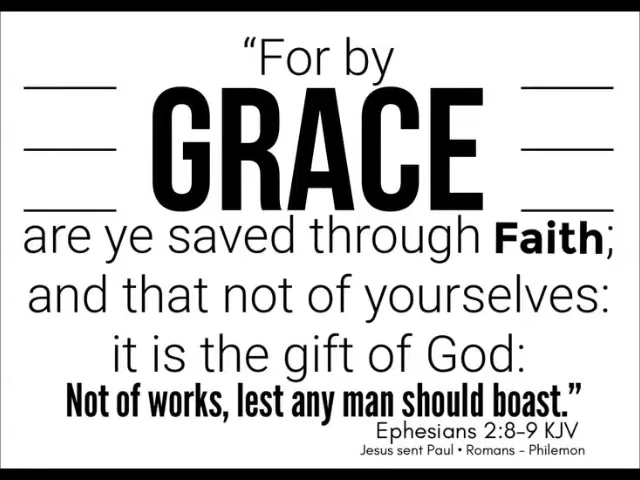 “For by
GRACE
are ye saved through Faith;
and that not of yourselves:
it is the gift of God:
Not of works, lest any man should boast.”
Ephesians 2:8-9 KJV
Jesus sent Paul • Romans - Philemon